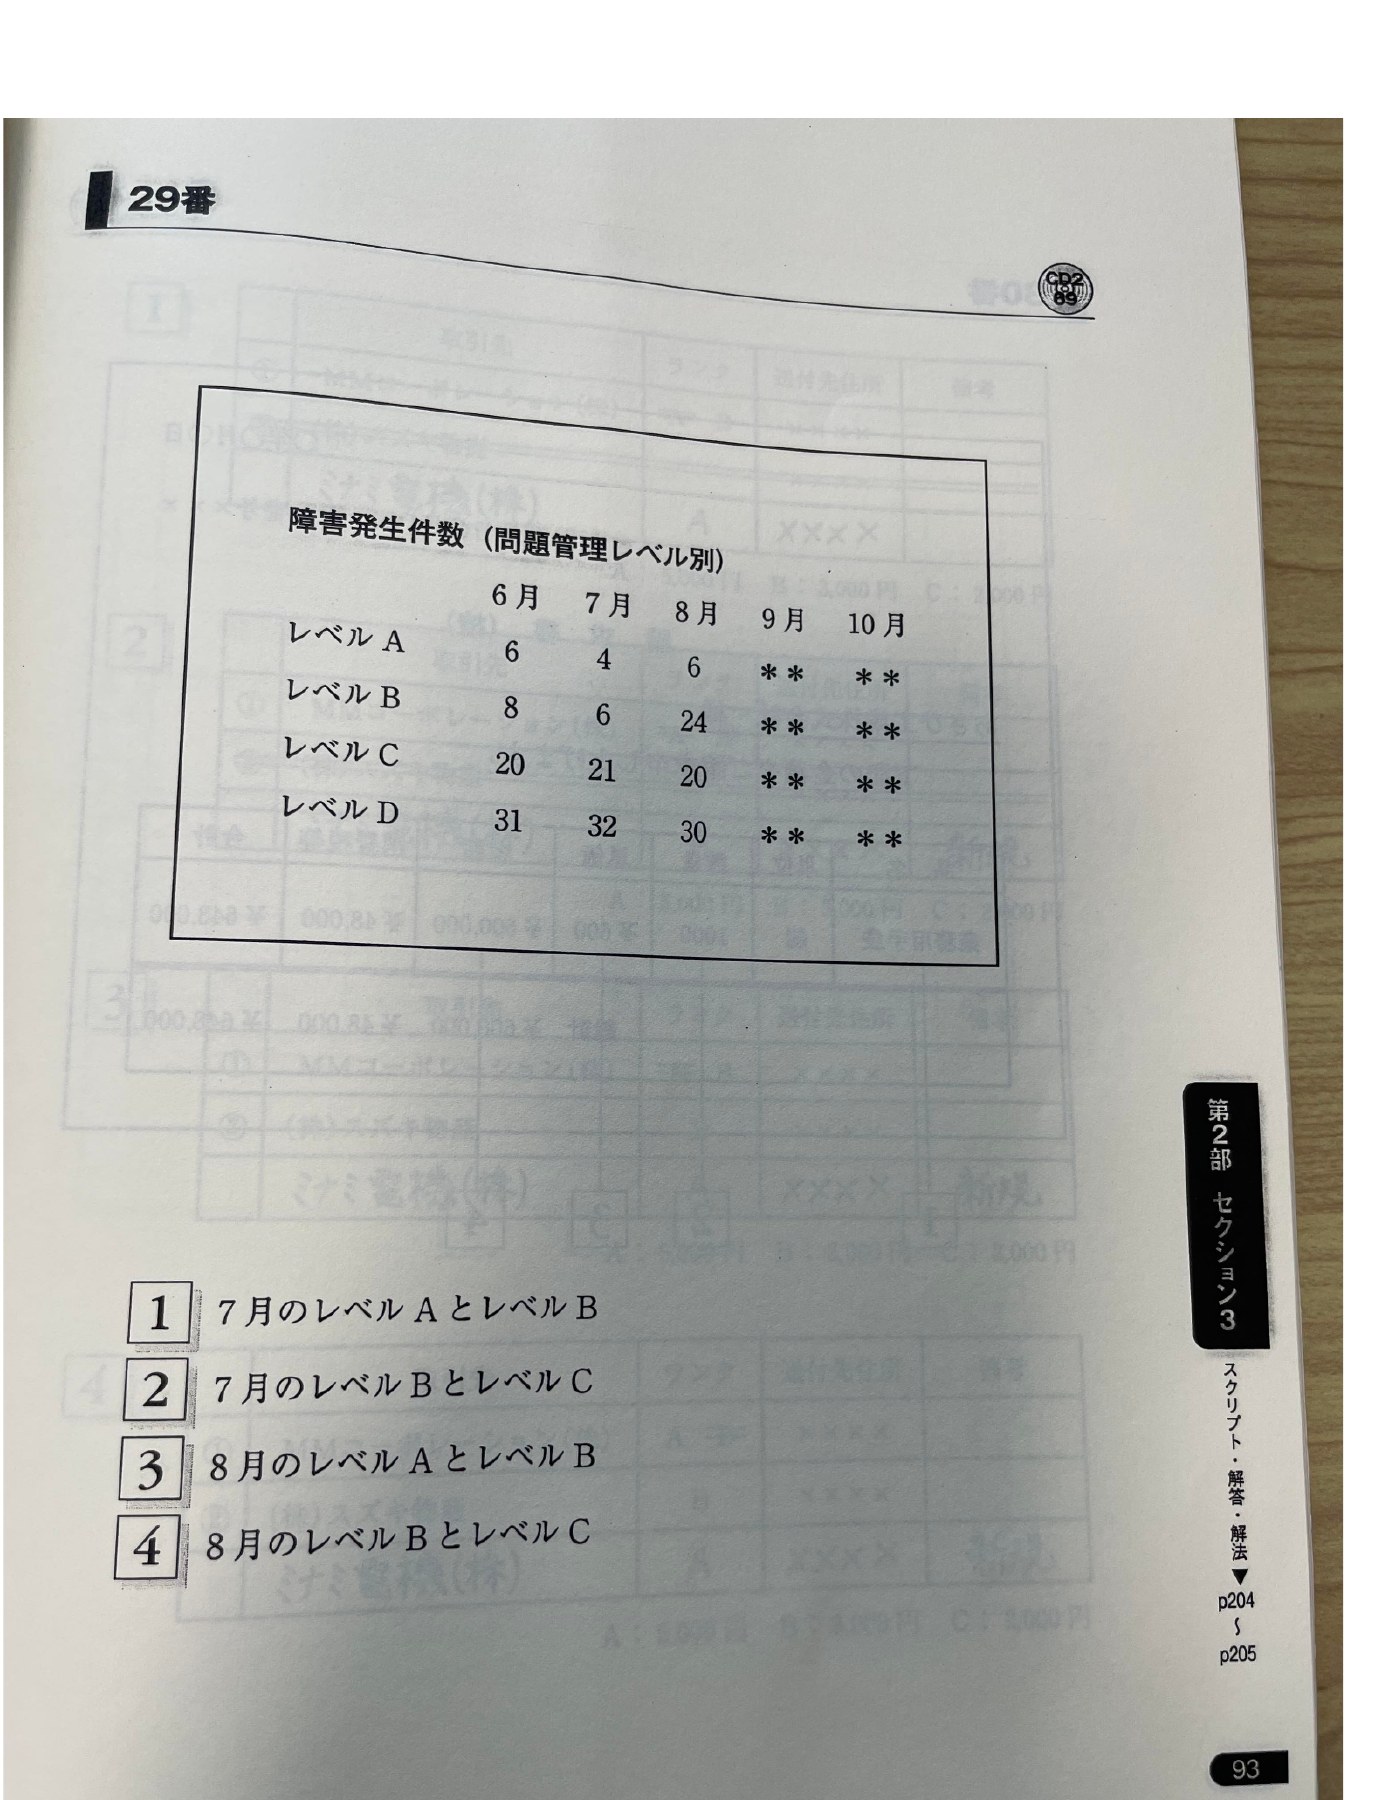 29番
CD2
89
障害発生件数（問題管理レベル別）
6月 7月 8月 9月 10月
レベルA 6 4 6 ＊＊ ＊＊
レベルB 8 6 24 ＊＊ ＊＊
レベルC 20 21 20 ＊＊ ＊＊
レベルD 31 32 30 ＊＊ ＊＊
1 7月のレベルAとレベルB
2 7月のレベルBとレベルC
3 8月のレベルAとレベルB
4 8月のレベルBとレベルC
第2部 セクション3
スクリプト・解答・解法▼p204～p205
93